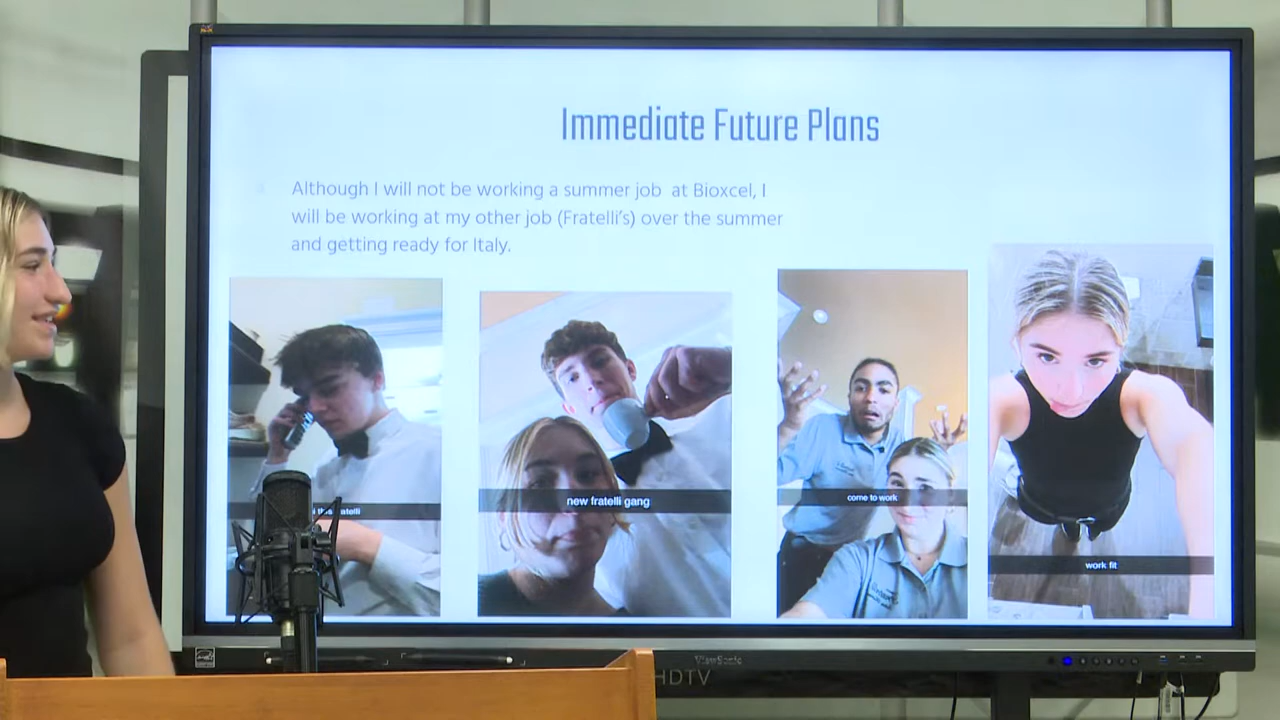 Immediate Future Plans
Although I will not be working a summer job at Bioxcel, I
will be working at my other job (Fratelli's) over the summer
and getting ready for Italy.
new fratelli gang
come to work
work fit
ViewSonic
HDTV